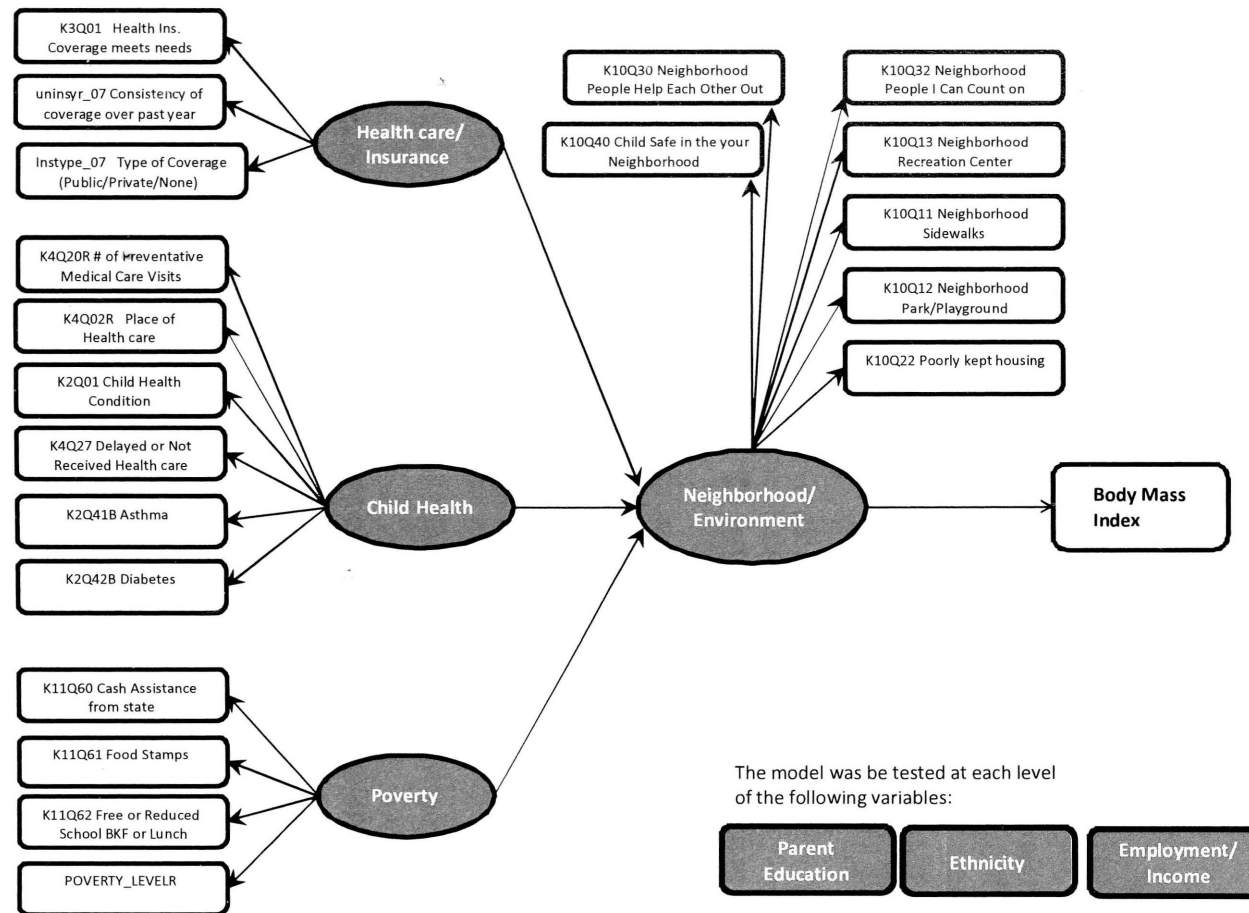 K3Q01 Health Ins.
Coverage meets needs
uninsyr_07 Consistency of
coverage over past year
Instype_07 Type of Coverage
(Public/Private/None)
Health care/
Insurance
K10Q30 Neighborhood
People Help Each Other Out
K10Q40 Child Safe in the your
Neighborhood
K10Q32 Neighborhood
People I Can Count on
K10Q13 Neighborhood
Recreation Center
K10Q11 Neighborhood
Sidewalks
K10Q12 Neighborhood
Park/Playground
K10Q22 Poorly kept housing
K4Q20R # of Preventative
Medical Care Visits
K4Q02R Place of
Health care
K2Q01 Child Health
Condition
K4Q27 Delayed or Not
Received Health care
K2Q41B Asthma
K2Q42B Diabetes
Child Health
Neighborhood/
Environment
Body Mass
Index
K11Q60 Cash Assistance
from state
K11Q61 Food Stamps
K11Q62 Free or Reduced
School BKF or Lunch
POVERTY_LEVELR
Poverty
The model was be tested at each level
of the following variables:
Parent
Education
Ethnicity
Employment/
Income